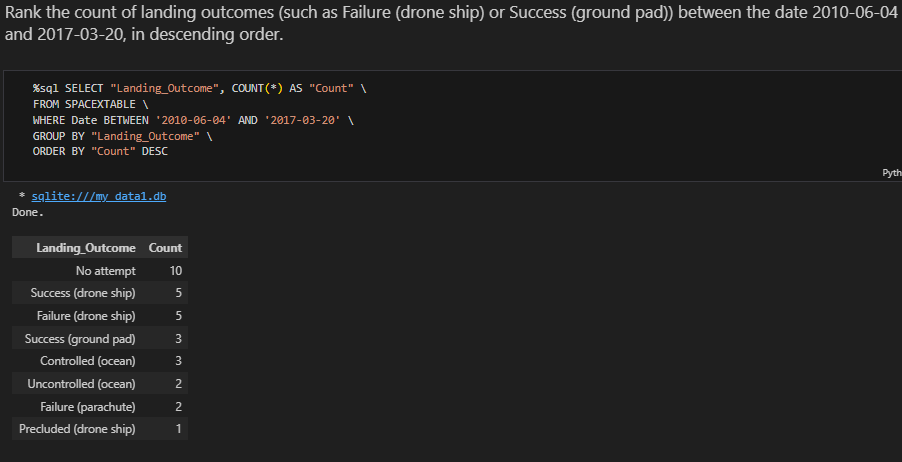 Rank the count of landing outcomes (such as Failure (drone ship) or Success (ground pad)) between the date 2010-06-04
and 2017-03-20, in descending order.
%sql SELECT "Landing_Outcome", COUNT(*) AS "Count" \
FROM SPACEXTABLE \
WHERE Date BETWEEN '2010-06-04' AND '2017-03-20' \
GROUP BY "Landing_Outcome" \
ORDER BY "Count" DESC
Pyth
* sqlite:///my_data1.db
Done.
Landing_Outcome Count
No attempt 10
Success (drone ship) 5
Failure (drone ship) 5
Success (ground pad) 3
Controlled (ocean) 3
Uncontrolled (ocean) 2
Failure (parachute) 2
Precluded (drone ship) 1